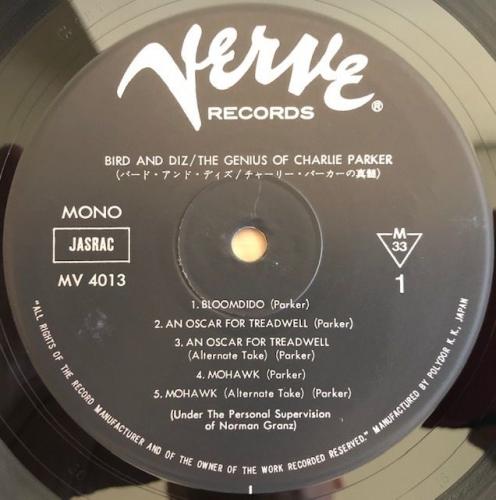 Verve
RECORDS ®
BIRD AND DIZ/THE GENIUS OF CHARLIE PARKER
(バード・アンド・ディズ/チャーリー・パーカーの真髄)
MONO
JASRAC
MV 4013
M
33
1
1. BLOOMDIDO (Parker)
2. AN OSCAR FOR TREADWELL (Parker)
3. AN OSCAR FOR TREADWELL
(Alternate Take) (Parker)
4. MOHAWK (Parker)
5. MOHAWK (Alternate Take) (Parker)
(Under The Personal Supervision
of Norman Granz)
"ALL RIGHTS OF THE RECORD MANUFACTURER AND OF THE OWNER OF THE WORK RECORDED RESERVED." MANUFACTURED BY POLYDOR K. K., JAPAN